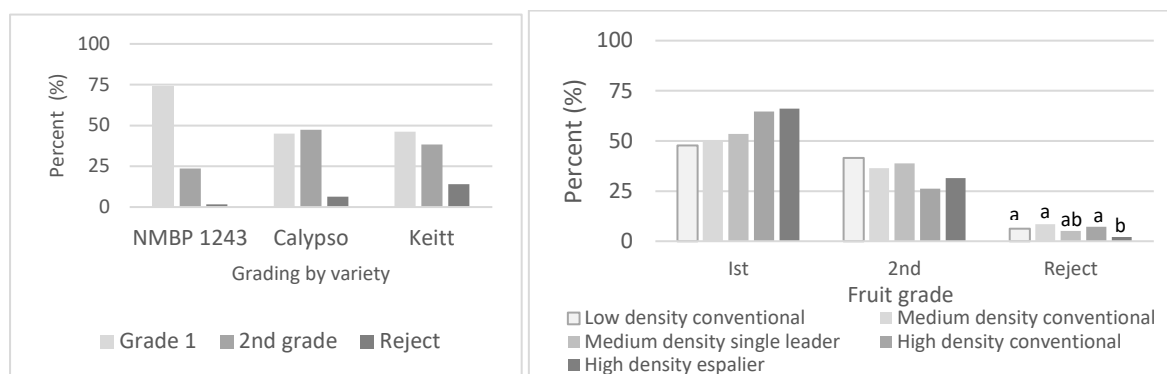 100
75
50
25
0
Percent (%)
NMBP 1243 Calypso Keitt
Grading by variety
Grade 1 2nd grade Reject
100
75
50
25
0
Percent (%)
a a ab a b
Ist 2nd Reject
Fruit grade
Low density conventional Medium density conventional
Medium density single leader High density conventional
High density espalier